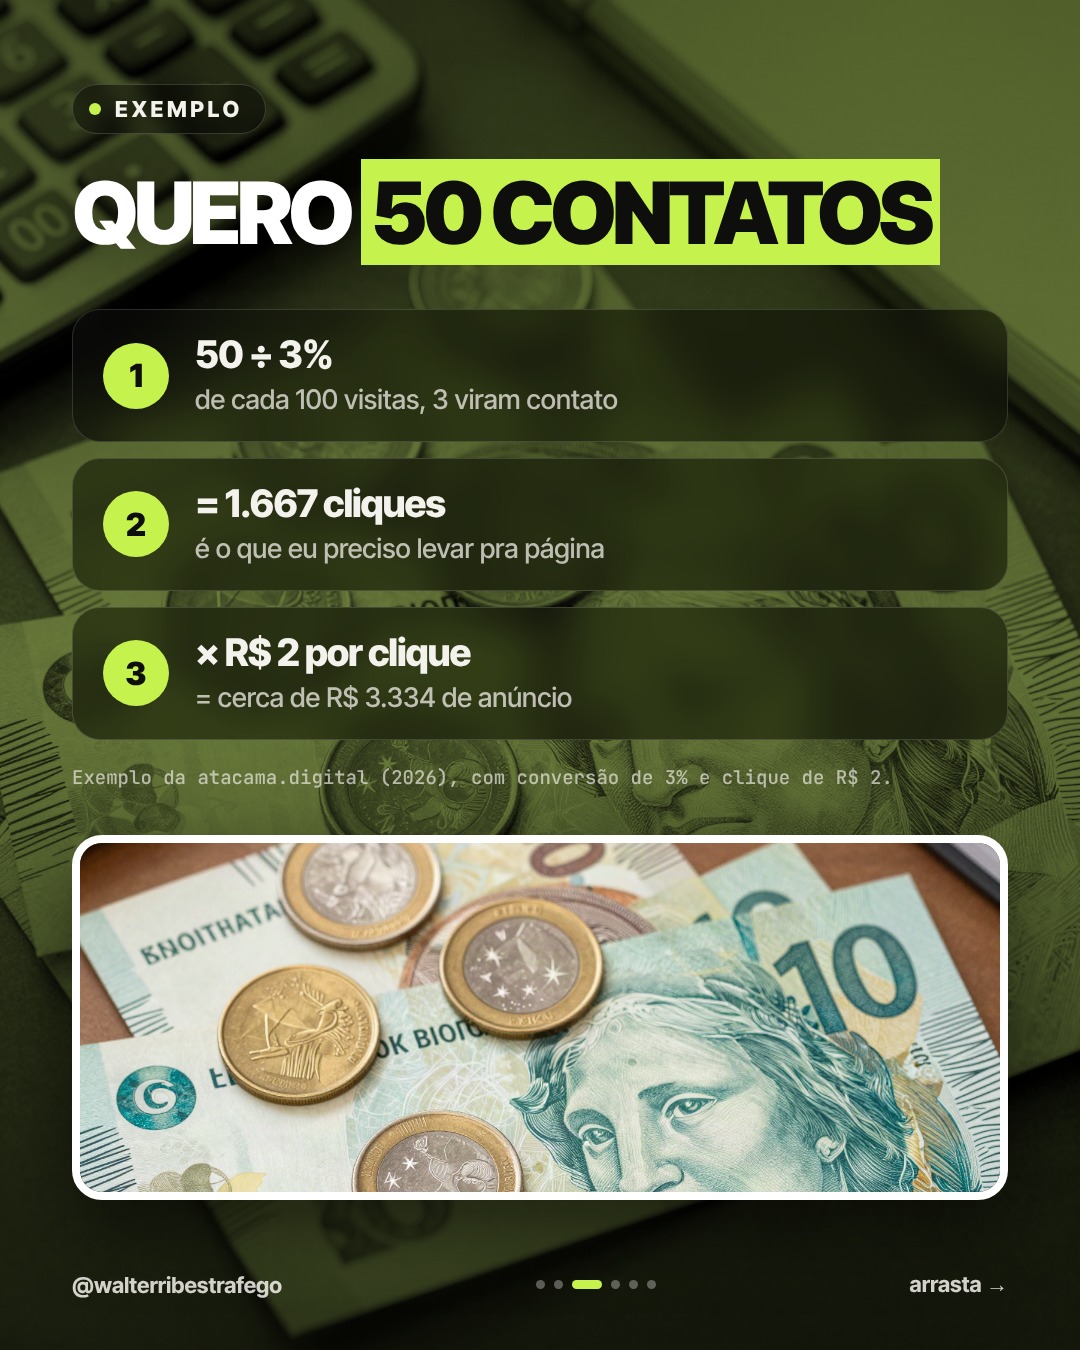 EXEMPLO
QUERO 50 CONTATOS
1
50 ÷ 3%
de cada 100 visitas, 3 viram contato
2
= 1.667 cliques
é o que eu preciso levar pra página
3
× R$ 2 por clique
= cerca de R$ 3.334 de anúncio
Exemplo da atacama.digital (2026), com conversão de 3% e clique de R$ 2.
10
@walterribestrafego
arrasta →